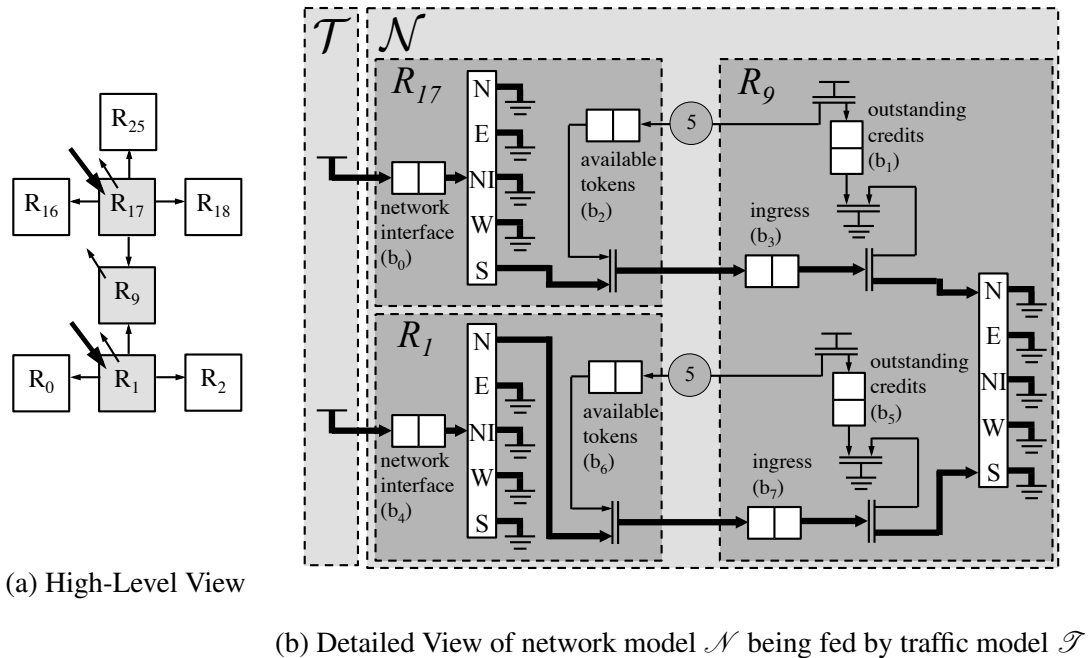 R25
R16
R17
R18
R9
R0
R1
R2
(a) High-Level View
𝒯
𝒩
R17
N
E
NI
W
S
network
interface
(b0)
available
tokens
(b2)
5
R9
outstanding
credits
(b1)
ingress
(b3)
R1
N
E
NI
W
S
network
interface
(b4)
available
tokens
(b6)
5
outstanding
credits
(b5)
ingress
(b7)
N
E
NI
W
S
(b) Detailed View of network model 𝒩 being fed by traffic model 𝒯